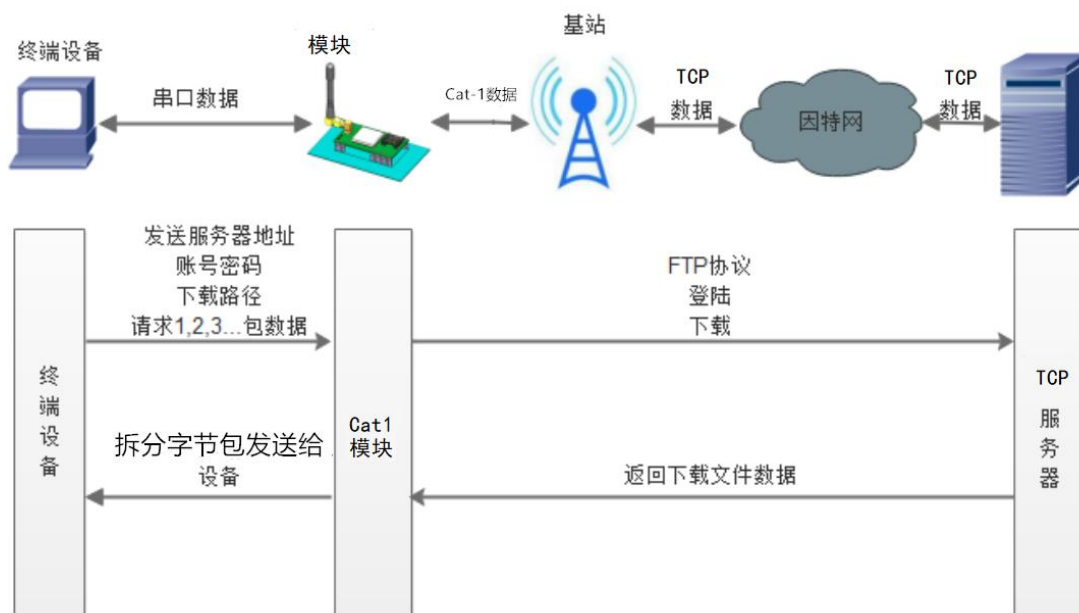 终端设备
模块
基站
串口数据
Cat-1数据
TCP
数据
因特网
TCP
数据
发送服务器地址
账号密码
下载路径
请求1,2,3...包数据
FTP协议
登陆
下载
终端设备
Cat1
模块
TCP
服务器
拆分字节包发送给
设备
返回下载文件数据